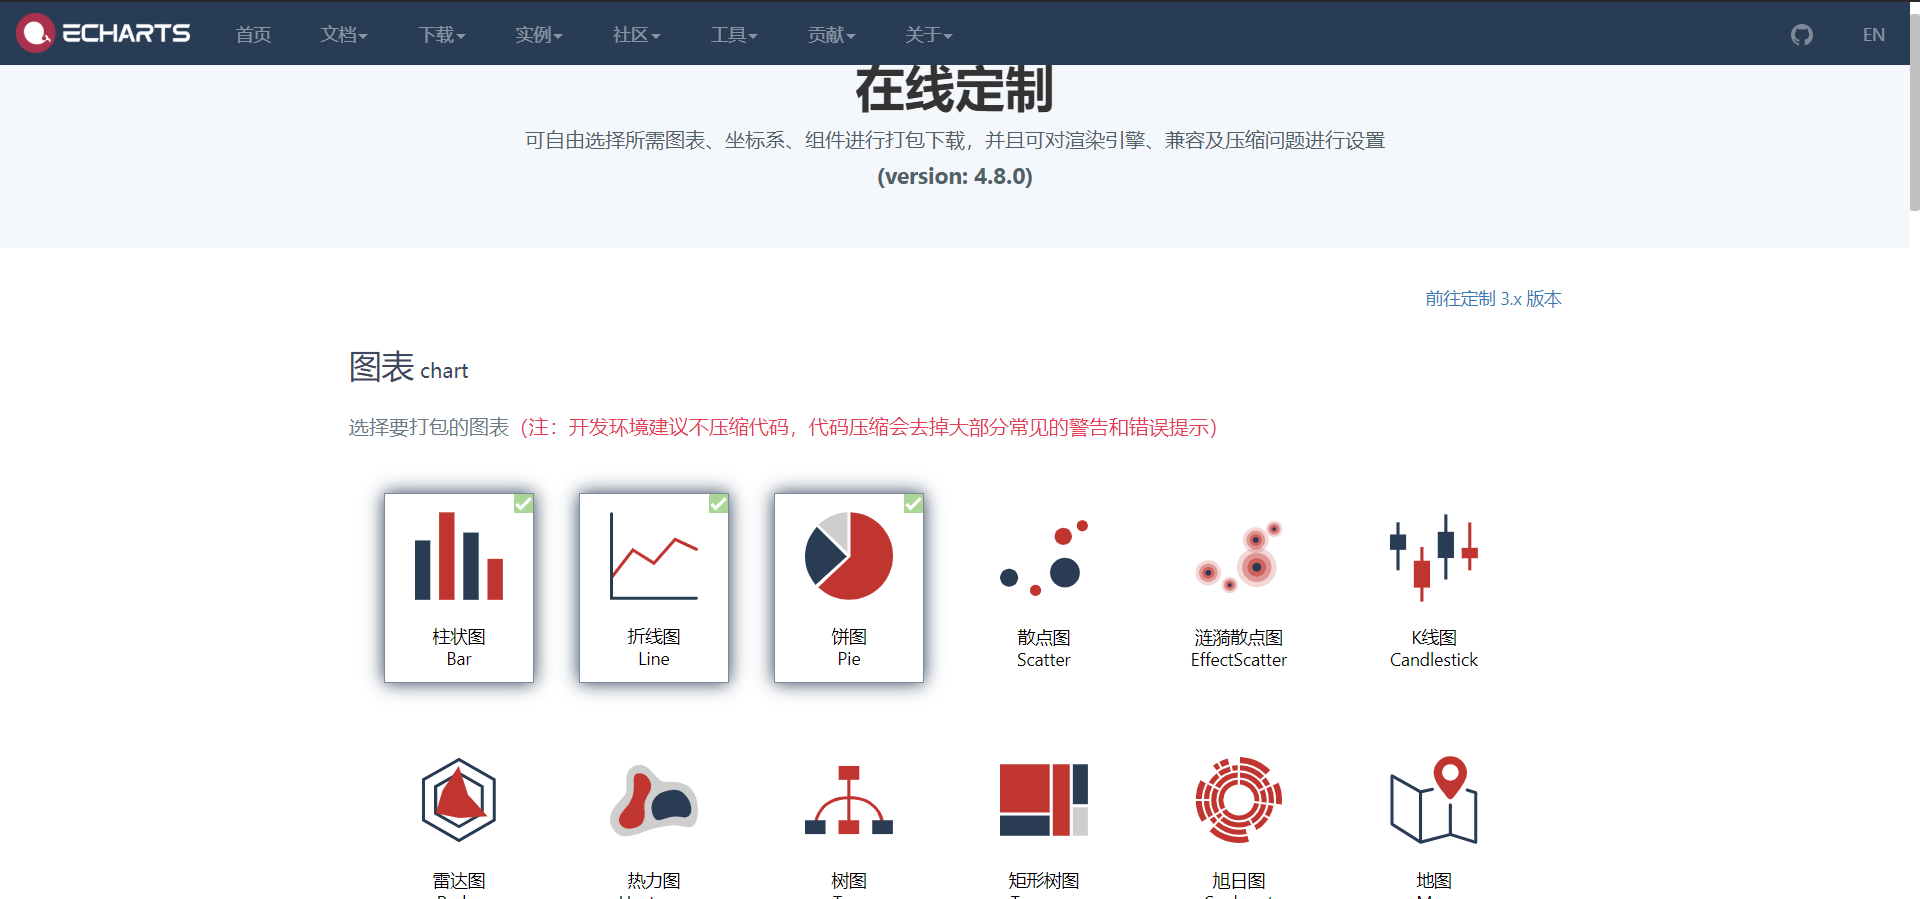 ECHARTS 首页 文档 下载 实例 社区 工具 贡献 关于 EN
在线定制
可自由选择所需图表、坐标系、组件进行打包下载，并且可对渲染引擎、兼容及压缩问题进行设置
(version: 4.8.0)
前往定制 3.x 版本
图表 chart
选择要打包的图表（注：开发环境建议不压缩代码，代码压缩会去掉大部分常见的警告和错误提示）
柱状图 折线图 饼图 散点图 涟漪散点图 K线图
Bar Line Pie Scatter EffectScatter Candlestick
雷达图 热力图 树图 矩形树图 旭日图 地图